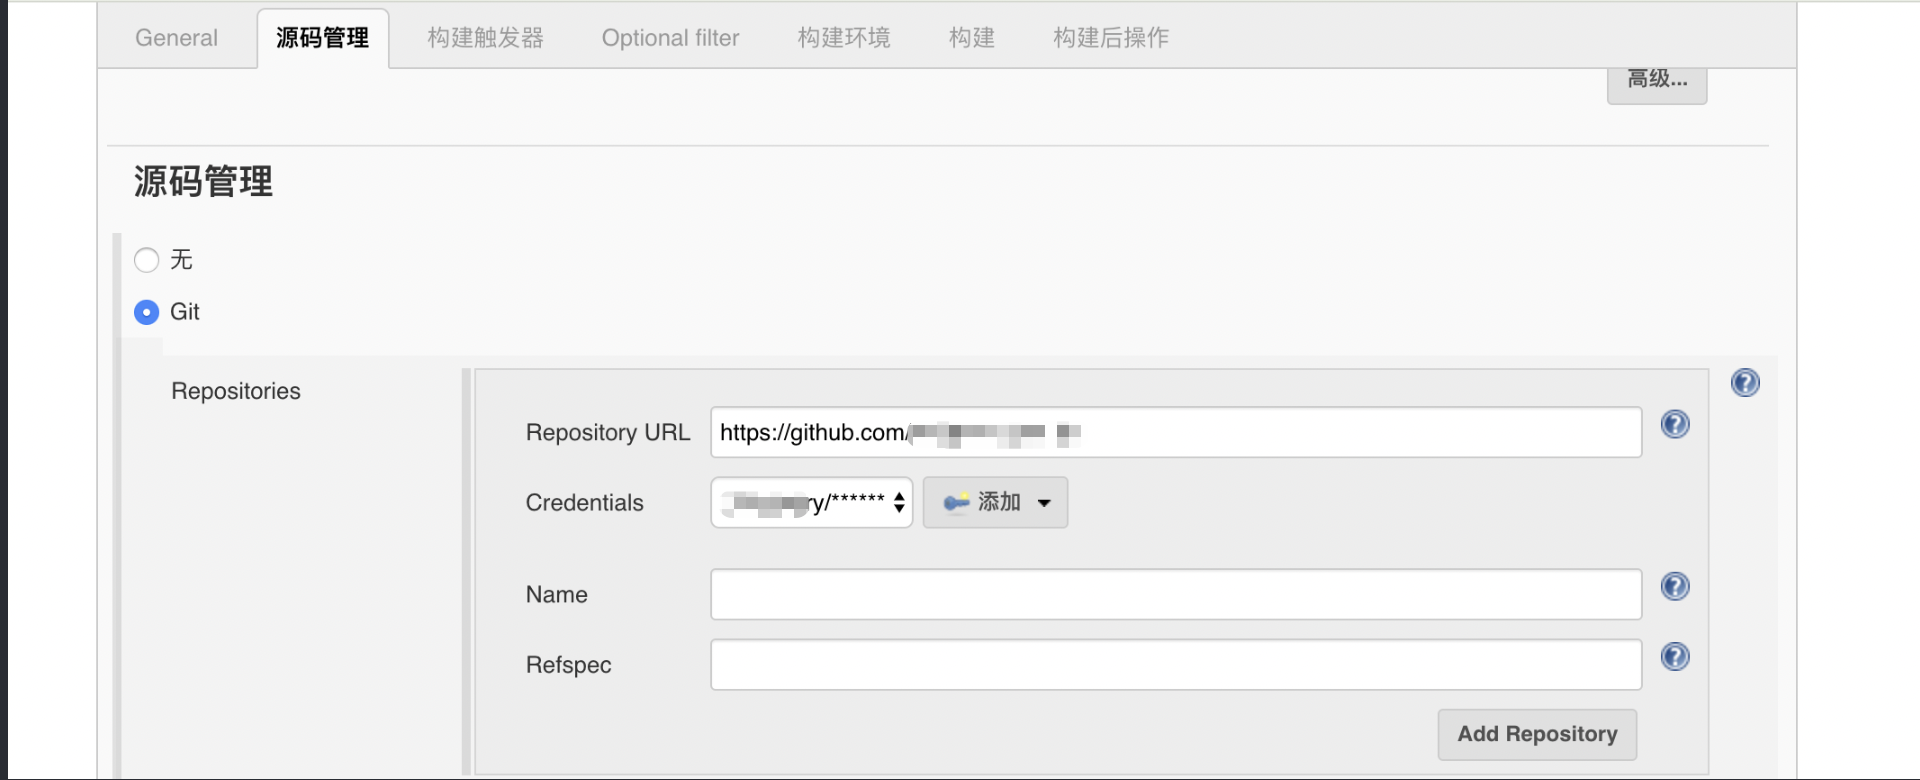 General 源码管理 构建触发器 Optional filter 构建环境 构建 构建后操作
高级...
源码管理
无
Git
Repositories
Repository URL https://github.com/
Credentials ry/****** 添加
Name
Refspec
Add Repository